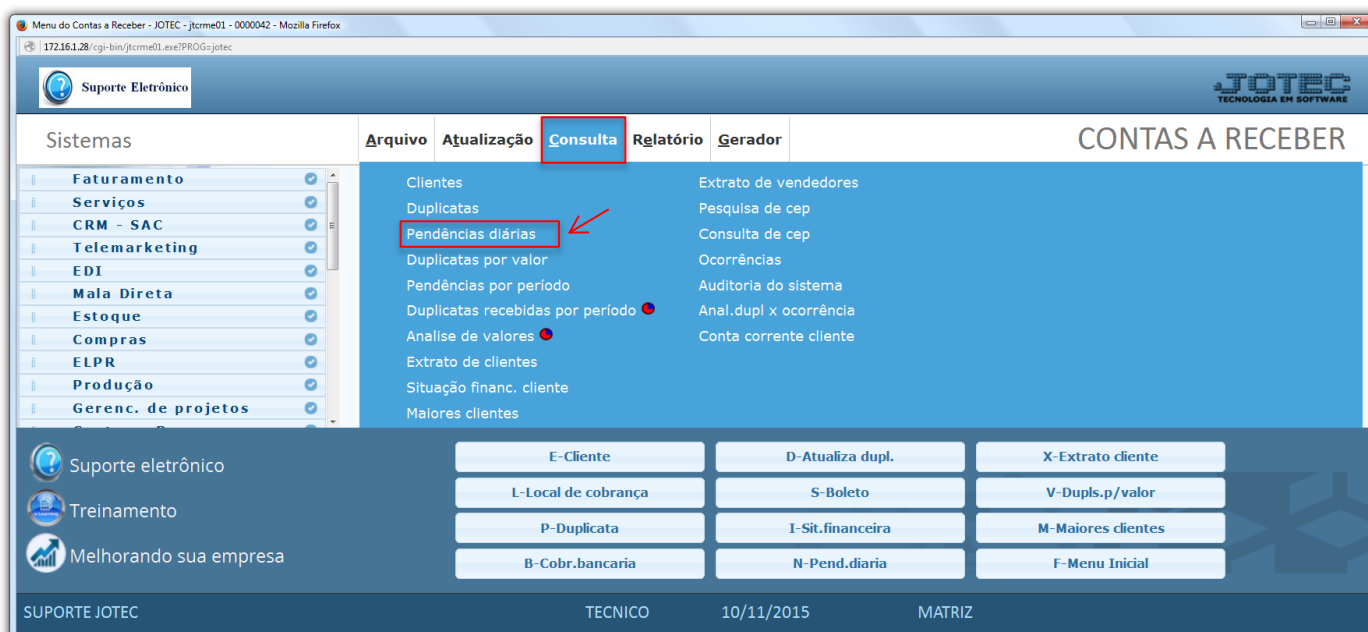 Menu do Contas a Receber - JOTEC - jtcrme01 - 0000042 - Mozilla Firefox
172.16.1.28/cgi-bin/jtcrme01.exe?PROG=jotec
Suporte Eletrônico
JOTEC
TECNOLOGIA EM SOFTWARE
Sistemas
Arquivo Atualização Consulta Relatório Gerador
CONTAS A RECEBER
Faturamento
Serviços
CRM - SAC
Telemarketing
EDI
Mala Direta
Estoque
Compras
ELPR
Produção
Gerenc. de projetos
Clientes
Duplicatas
Pendências diárias
Duplicatas por valor
Pendências por período
Duplicatas recebidas por período
Analise de valores
Extrato de clientes
Situação financ. cliente
Maiores clientes
Extrato de vendedores
Pesquisa de cep
Consulta de cep
Ocorrências
Auditoria do sistema
Anal.dupl x ocorrência
Conta corrente cliente
Suporte eletrônico
Treinamento
Melhorando sua empresa
E-Cliente D-Atualiza dupl. X-Extrato cliente
L-Local de cobrança S-Boleto V-Dupls.p/valor
P-Duplicata I-Sit.financeira M-Maiores clientes
B-Cobr.bancaria N-Pend.diaria F-Menu Inicial
SUPORTE JOTEC TECNICO 10/11/2015 MATRIZ